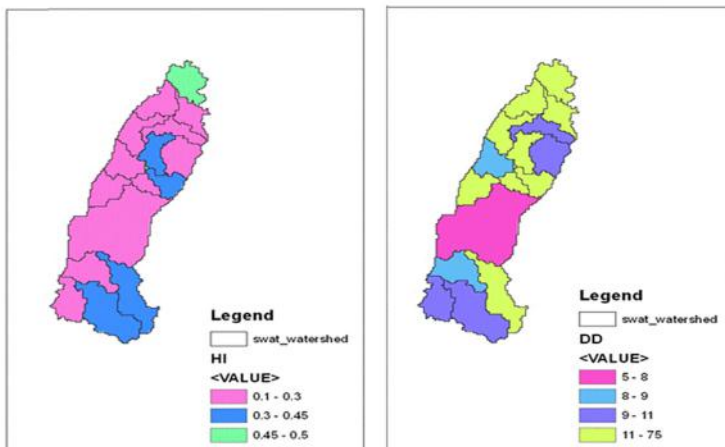 Legend
swat_watershed
HI
<VALUE>
0.1 - 0.3
0.3 - 0.45
0.45 - 0.5
Legend
swat_watershed
DD
<VALUE>
5 - 8
8 - 9
9 - 11
11 - 75